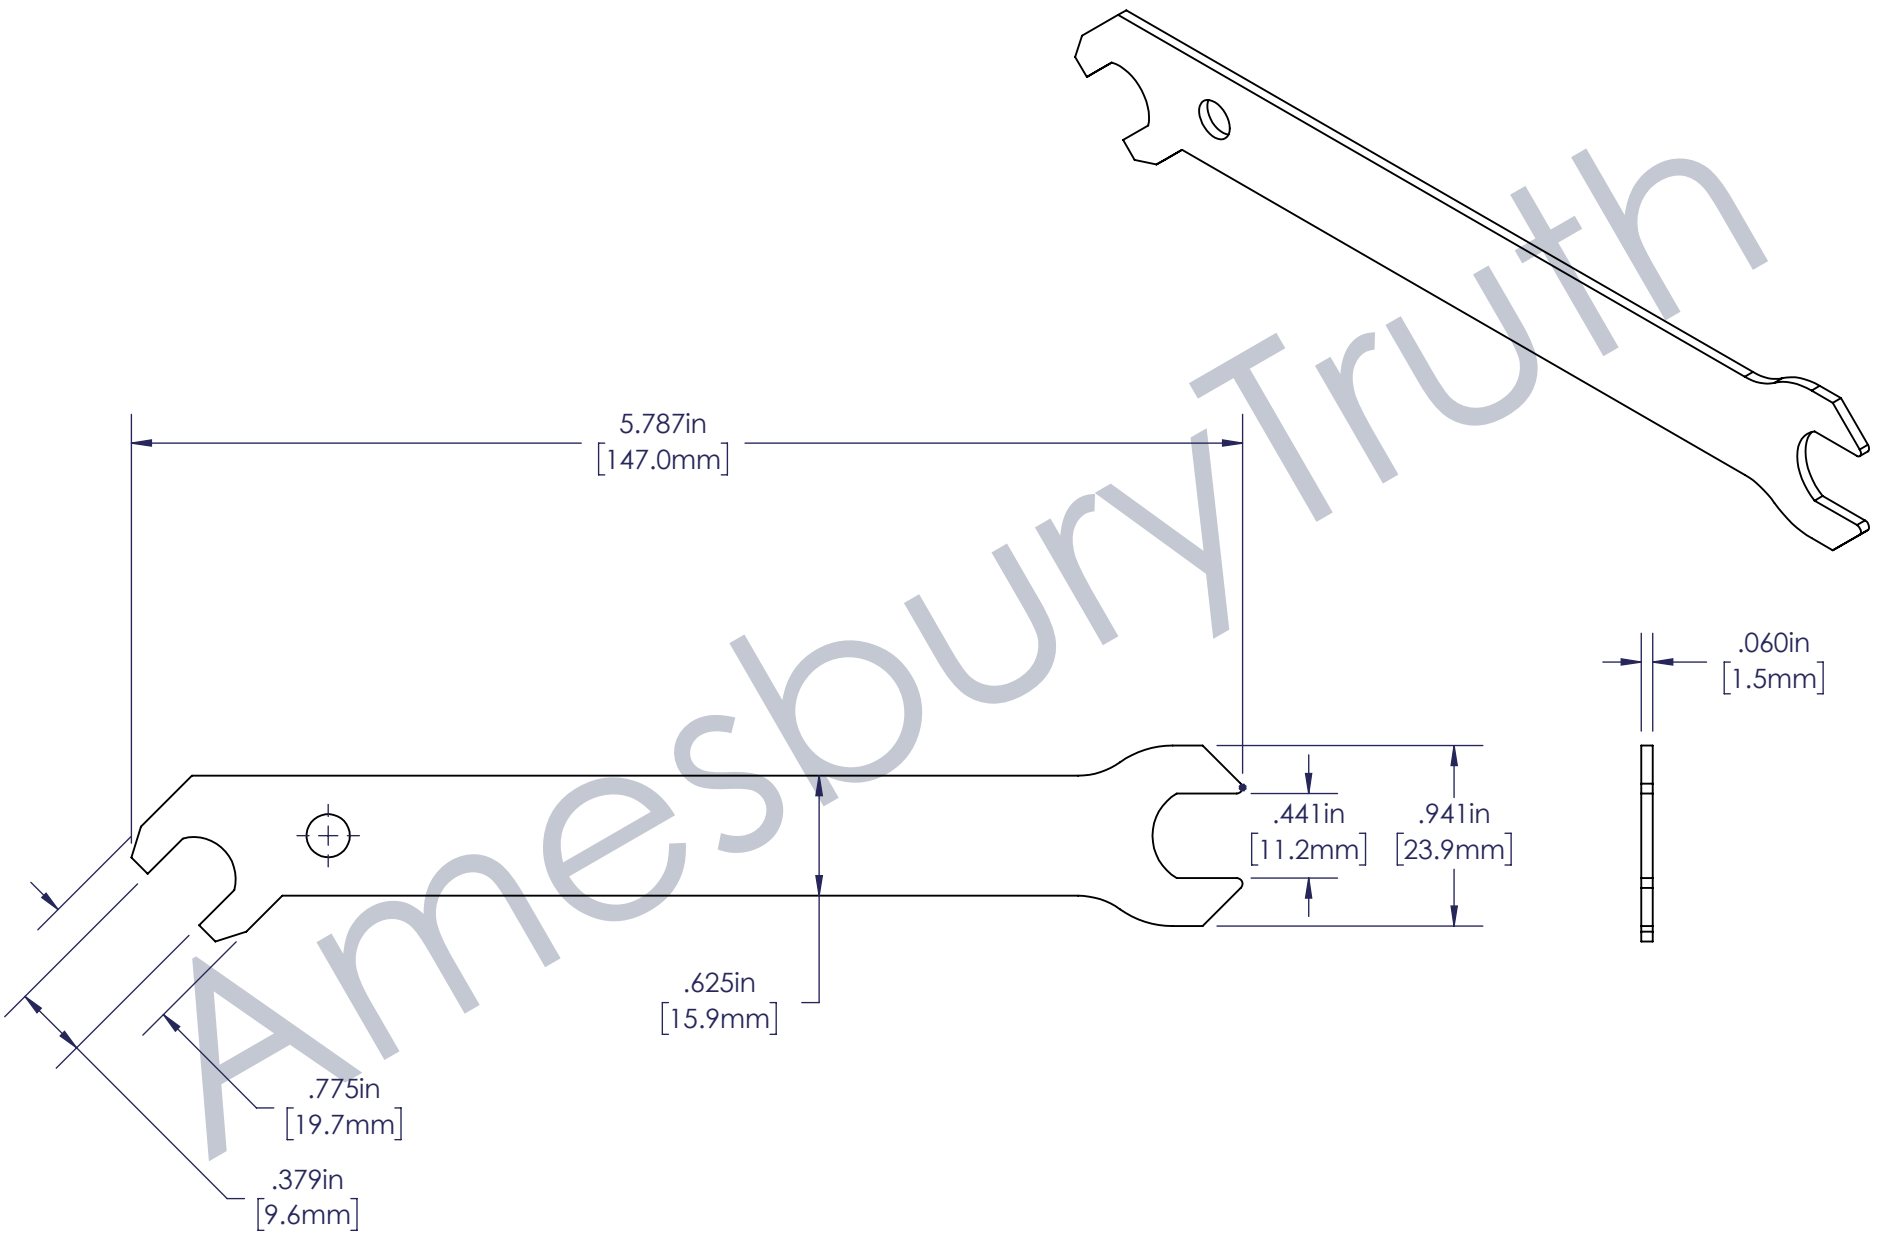 5.787in
[147.0mm]
.060in
[1.5mm]
.441in
[11.2mm]
.941in
[23.9mm]
.625in
[15.9mm]
.775in
[19.7mm]
.379in
[9.6mm]
AmesburyTruth